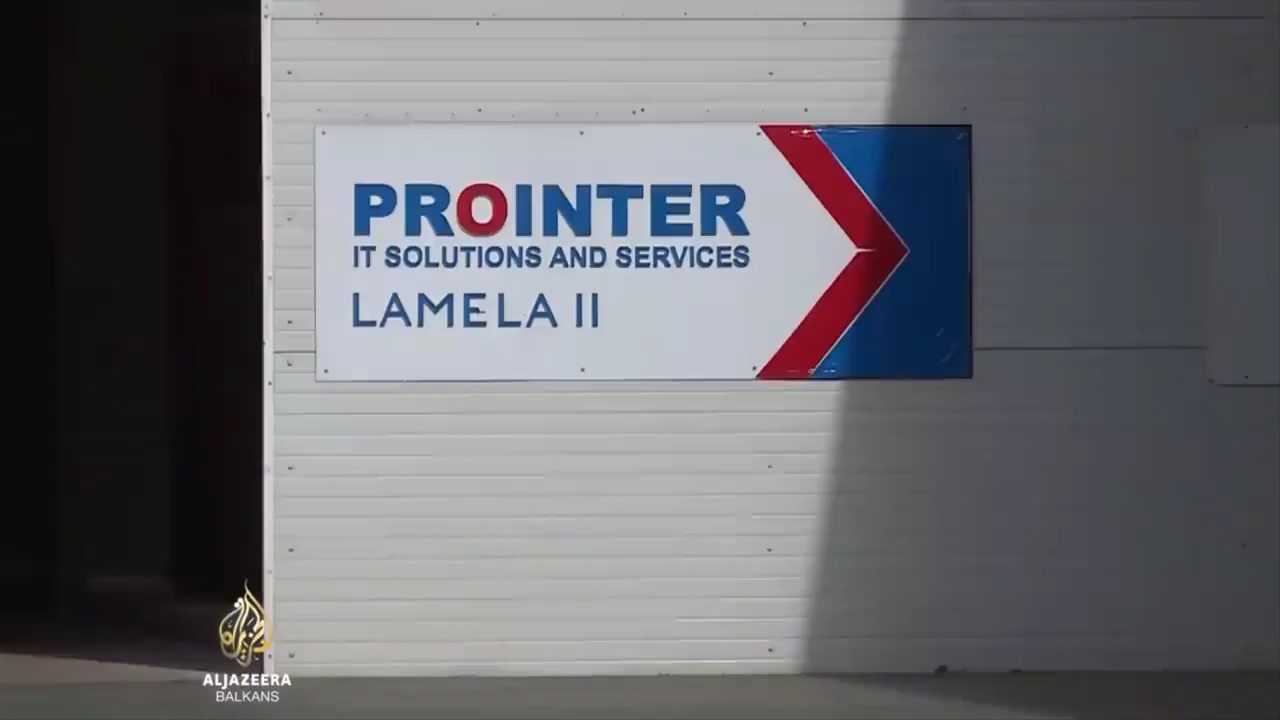 PROINTER
IT SOLUTIONS AND SERVICES
LAMELA II
ALJAZEERA
BALKANS